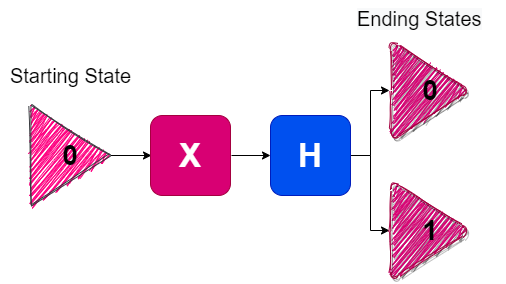 Ending States
Starting State
0
X
H
0
1